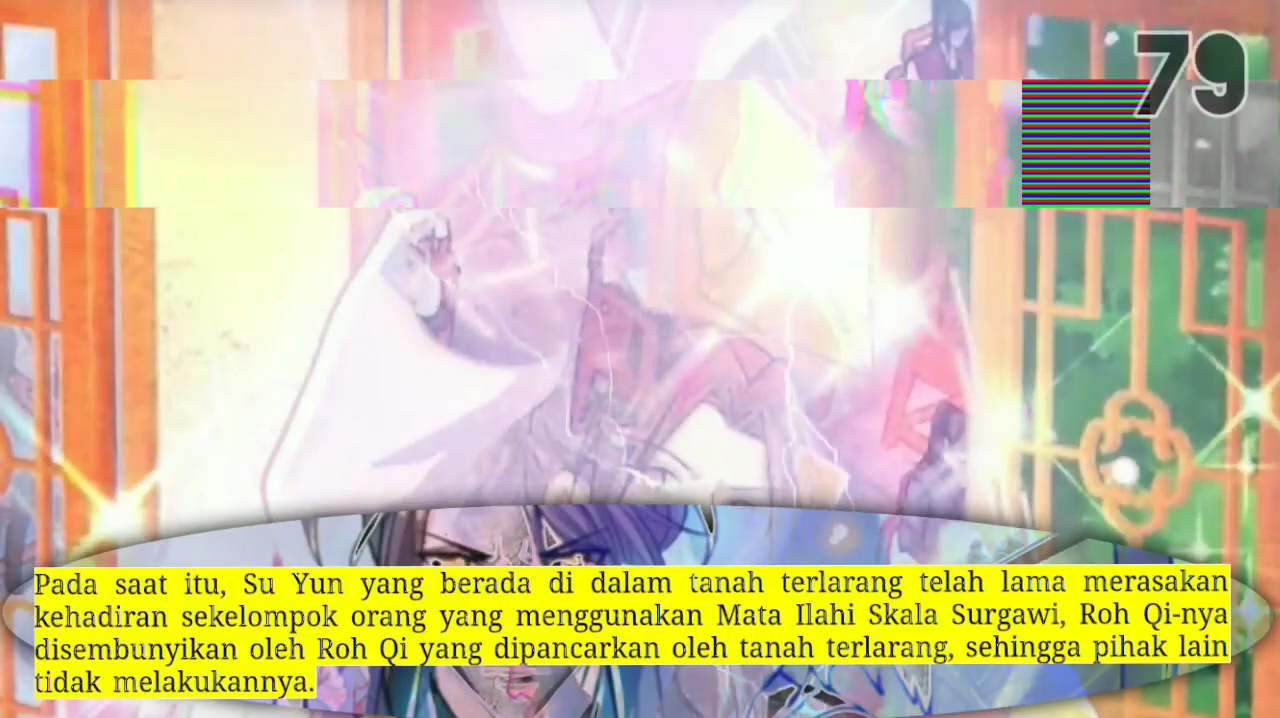 79
Pada saat itu, Su Yun yang berada di dalam tanah terlarang telah lama merasakan
kehadiran sekelompok orang yang menggunakan Mata Ilahi Skala Surgawi, Roh Qi-nya
disembunyikan oleh Roh Qi yang dipancarkan oleh tanah terlarang, sehingga pihak lain
tidak melakukannya.